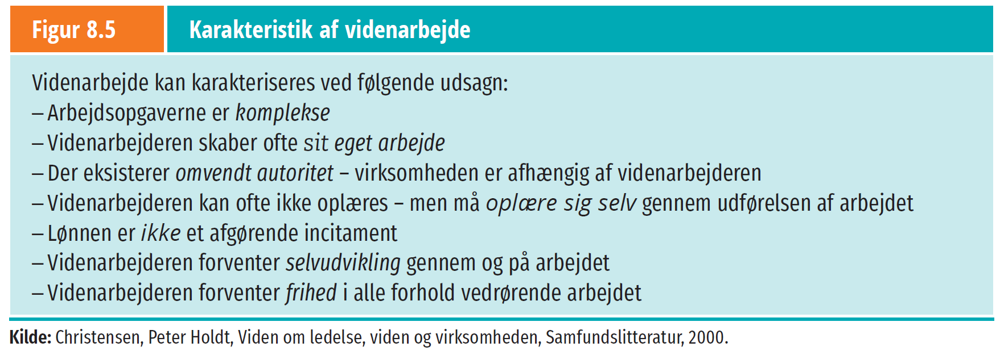 Figur 8.5
Karakteristik af videnarbejde
Videnarbejde kan karakteriseres ved følgende udsagn:
– Arbejdsopgaverne er komplekse
– Videnarbejderen skaber ofte sit eget arbejde
– Der eksisterer omvendt autoritet – virksomheden er afhængig af videnarbejderen
– Videnarbejderen kan ofte ikke oplæres – men må oplære sig selv gennem udførelsen af arbejdet
– Lønnen er ikke et afgørende incitament
– Videnarbejderen forventer selvudvikling gennem og på arbejdet
– Videnarbejderen forventer frihed i alle forhold vedrørende arbejdet
Kilde: Christensen, Peter Holdt, Viden om ledelse, viden og virksomheden, Samfundslitteratur, 2000.